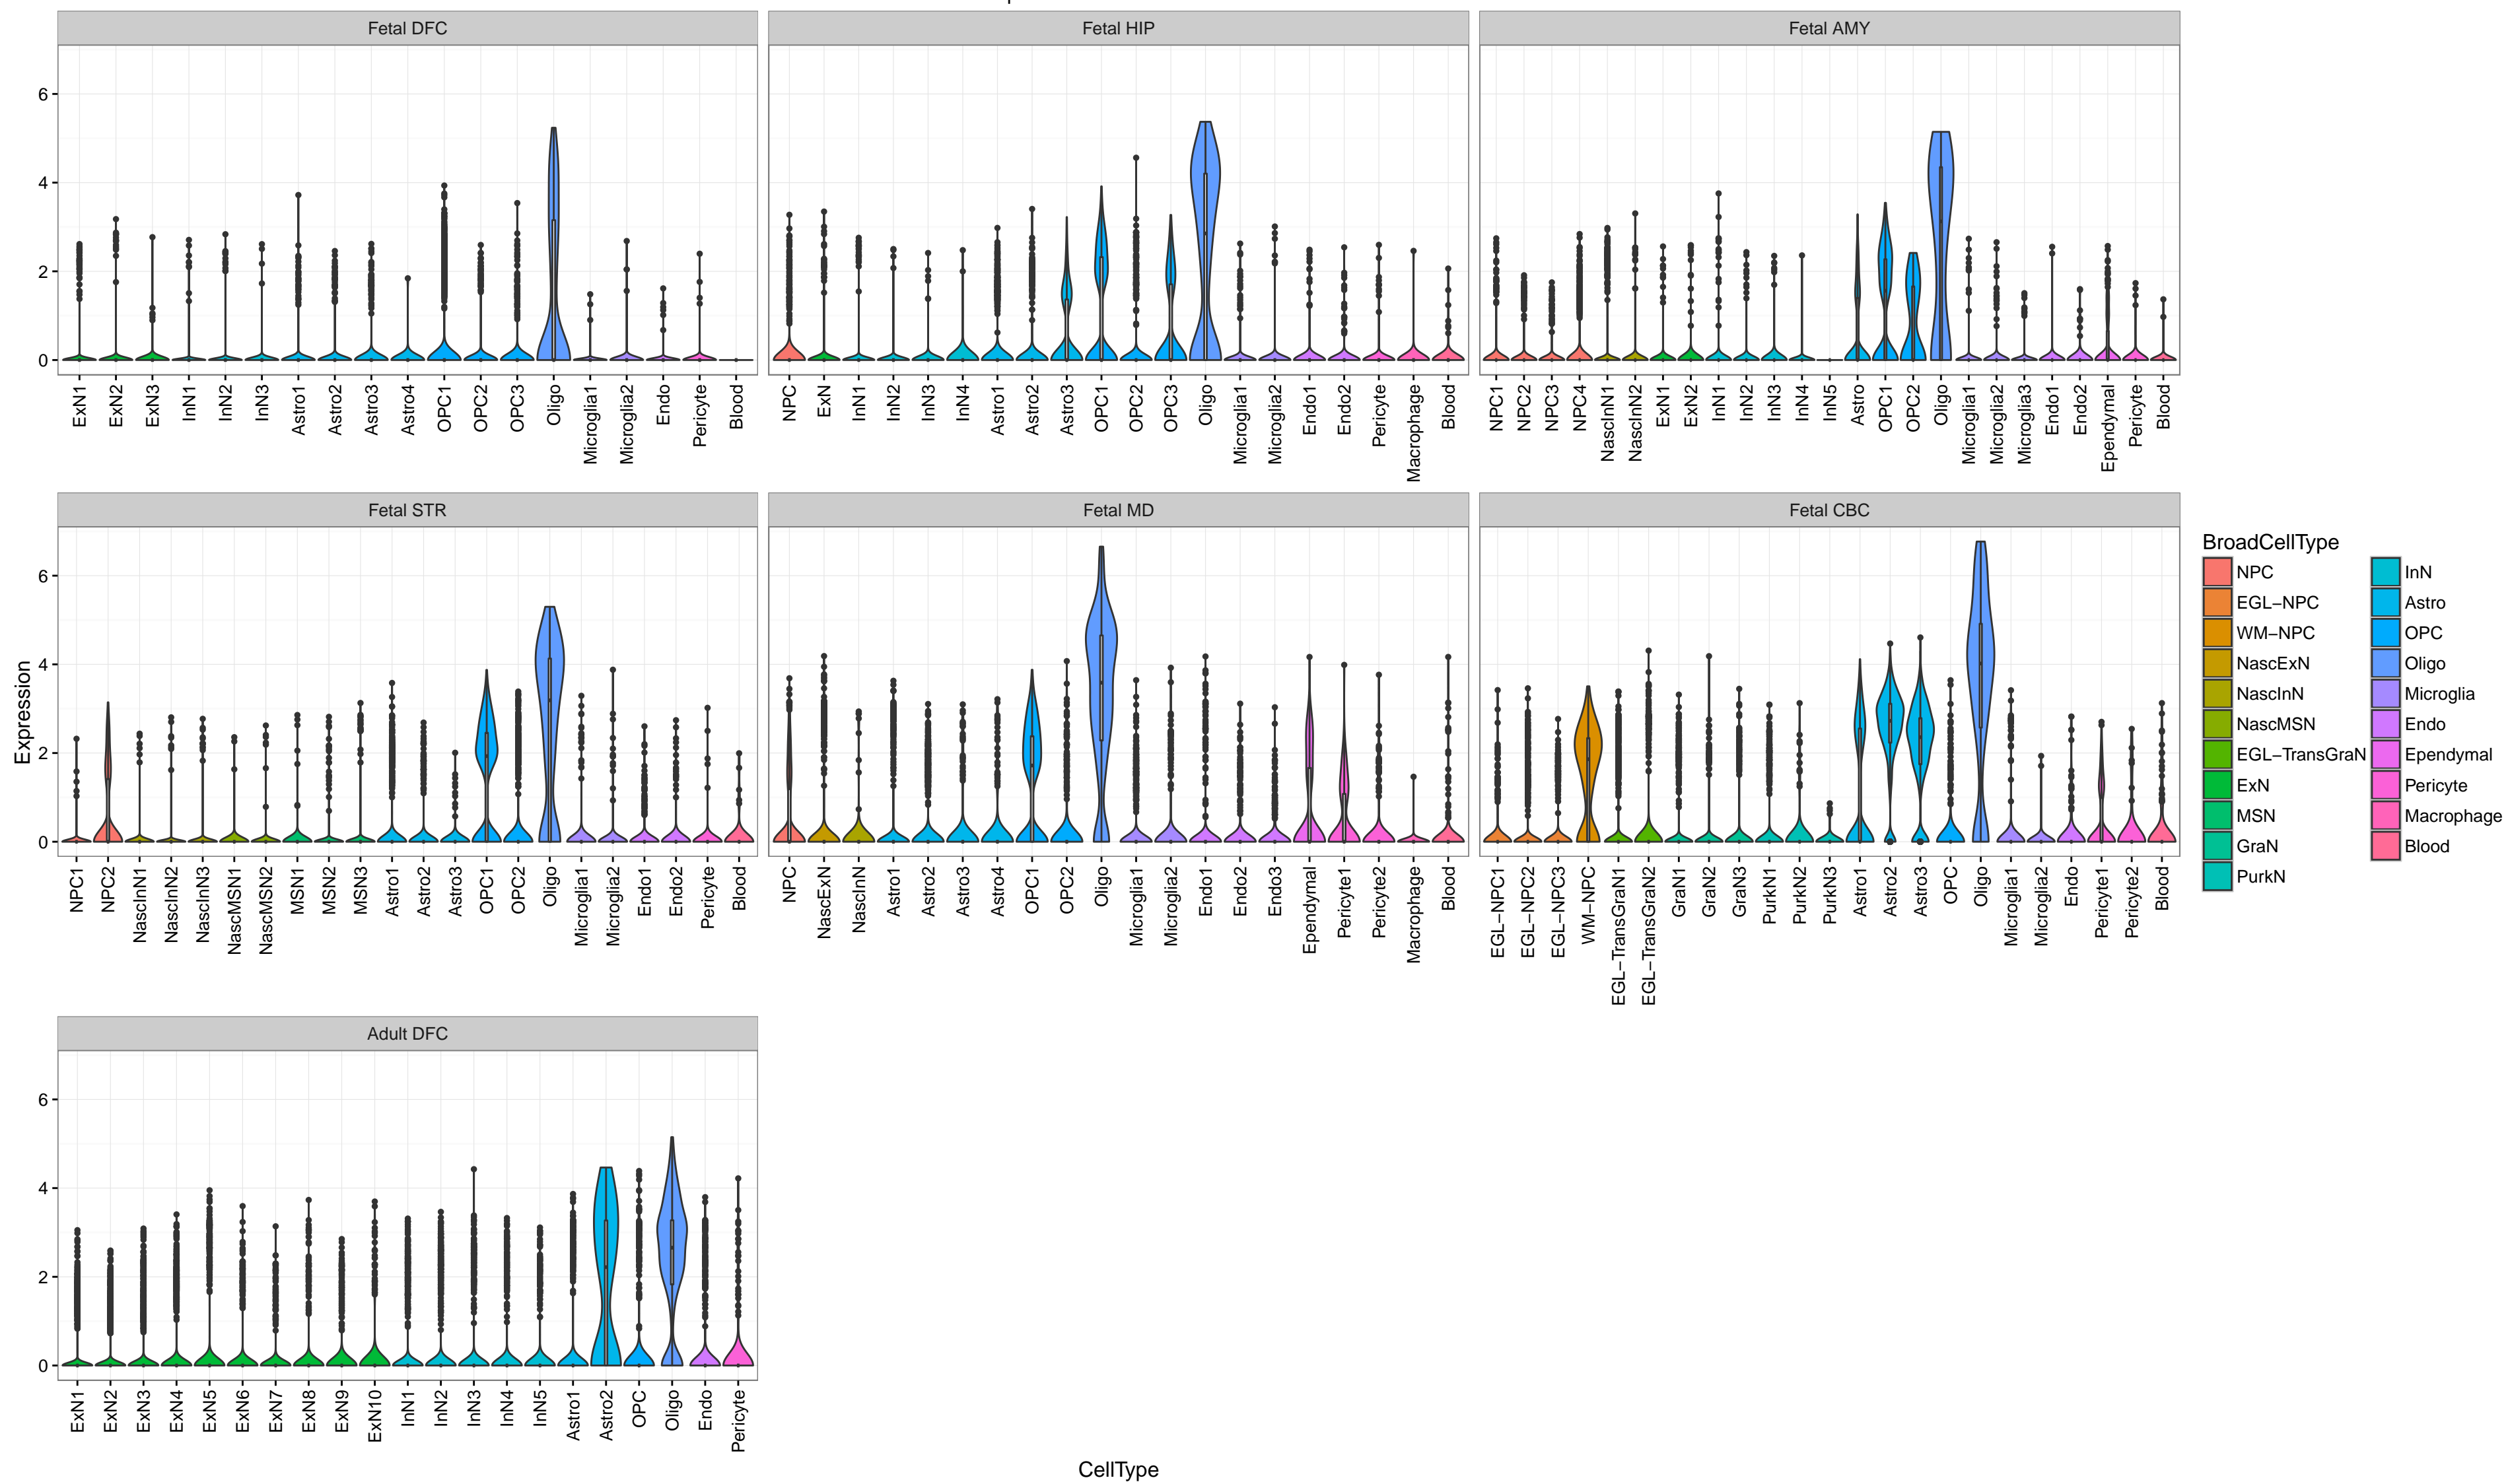 Fetal DFC
Fetal HIP
Fetal AMY
6
4
2
0
ExN1 ExN2 ExN3 InN1 InN2 InN3 Astro1 Astro2 Astro3 Astro4 OPC1 OPC2 OPC3 Oligo Microglia1 Microglia2 Endo Pericyte Blood
NPC ExN InN1 InN2 InN3 InN4 Astro1 Astro2 Astro3 OPC1 OPC2 OPC3 Oligo Microglia1 Microglia2 Endo1 Endo2 Pericyte Macrophage Blood
NPC1 NPC2 NPC3 NPC4 NascInN1 NascInN2 ExN1 ExN2 InN1 InN2 InN3 InN4 InN5 Astro OPC1 OPC2 Oligo Microglia1 Microglia2 Microglia3 Endo1 Endo2 Ependymal Pericyte Blood
Fetal STR
Fetal MD
Fetal CBC
Expression
6
4
2
0
NPC1 NPC2 NascInN1 NascInN2 NascInN3 NascMSN1 NascMSN2 MSN1 MSN2 MSN3 Astro1 Astro2 Astro3 OPC1 OPC2 Oligo Microglia1 Microglia2 Endo1 Endo2 Pericyte Blood
NPC NascExN NascInN Astro1 Astro2 Astro3 Astro4 OPC1 OPC2 Oligo Microglia1 Microglia2 Endo1 Endo2 Endo3 Ependymal Pericyte1 Pericyte2 Macrophage Blood
EGL−NPC1 EGL−NPC2 EGL−NPC3 WM−NPC EGL−TransGraN1 EGL−TransGraN2 GraN1 GraN2 GraN3 PurkN1 PurkN2 PurkN3 Astro1 Astro2 Astro3 OPC Oligo Microglia1 Microglia2 Endo Pericyte1 Pericyte2 Blood
BroadCellType
NPC
EGL−NPC
WM−NPC
NascExN
NascInN
NascMSN
EGL−TransGraN
ExN
MSN
GraN
PurkN
InN
Astro
OPC
Oligo
Microglia
Endo
Ependymal
Pericyte
Macrophage
Blood
Adult DFC
6
4
2
0
ExN1 ExN2 ExN3 ExN4 ExN5 ExN6 ExN7 ExN8 ExN9 ExN10 InN1 InN2 InN3 InN4 InN5 Astro1 Astro2 OPC Oligo Endo Pericyte
CellType